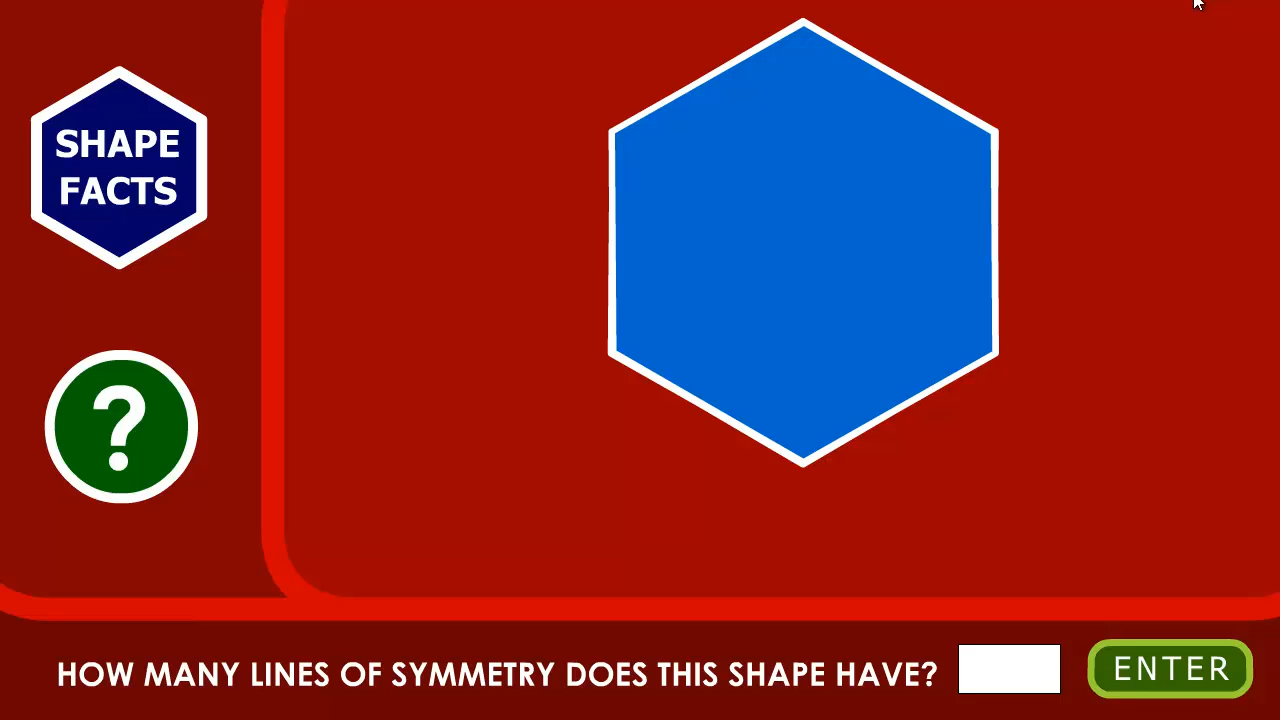 SHAPE
FACTS
?
HOW MANY LINES OF SYMMETRY DOES THIS SHAPE HAVE?
ENTER